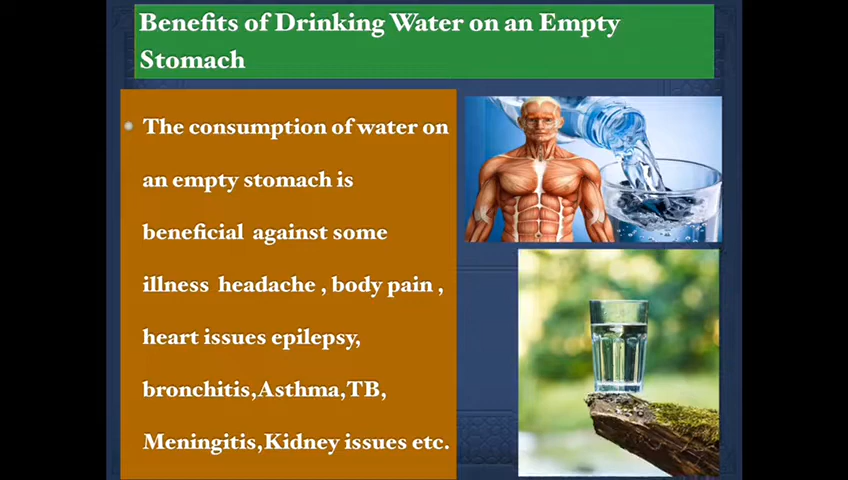 Benefits of Drinking Water on an Empty
Stomach
The consumption of water on
an empty stomach is
beneficial against some
illness headache , body pain ,
heart issues epilepsy,
bronchitis,Asthma,TB,
Meningitis,Kidney issues etc.